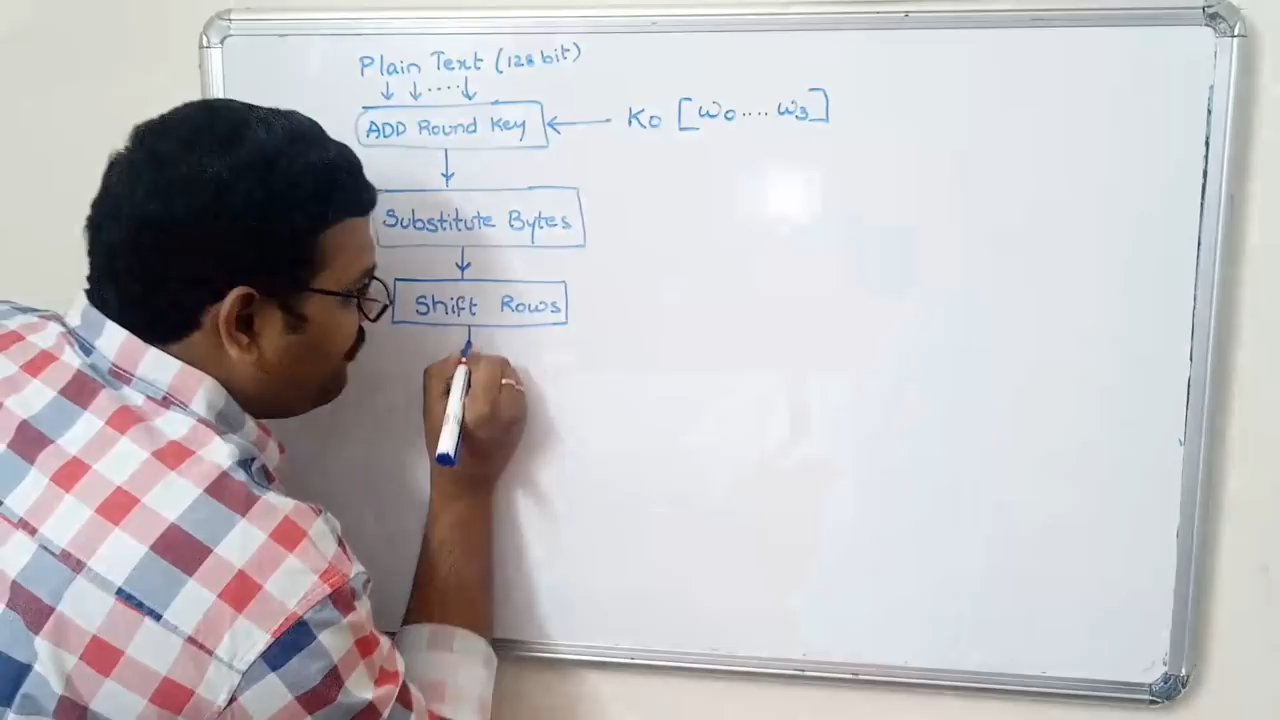 Plain Text (128 bit)
ADD Round Key
K0 [w0.... w3]
Substitute Bytes
Shift Rows